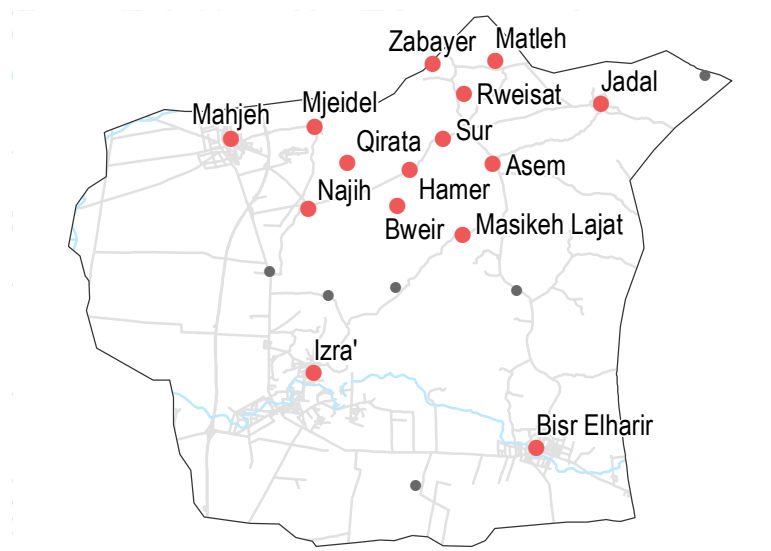 Zabayer
Matleh
Jadal
Rweisat
Mjeidel
Mahjeh
Sur
Qirata
Asem
Najih
Hamer
Bweir
Masikeh Lajat
Izra'
Bisr Elharir